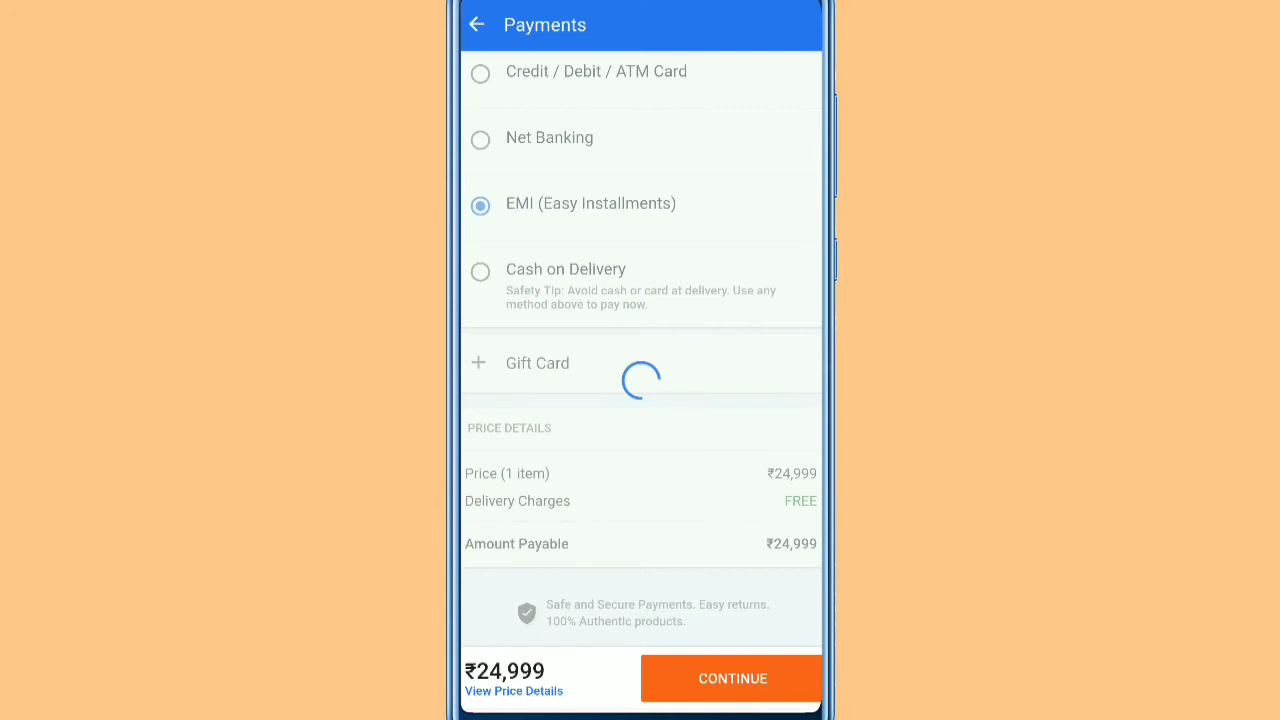 Payments
Credit / Debit / ATM Card
Net Banking
EMI (Easy Installments)
Cash on Delivery
Safety Tip: Avoid cash or card at delivery. Use any
method above to pay now.
Gift Card
PRICE DETAILS
Price (1 item) ₹24,999
Delivery Charges FREE
Amount Payable ₹24,999
Safe and Secure Payments. Easy returns.
100% Authentic products.
₹24,999
View Price Details
CONTINUE